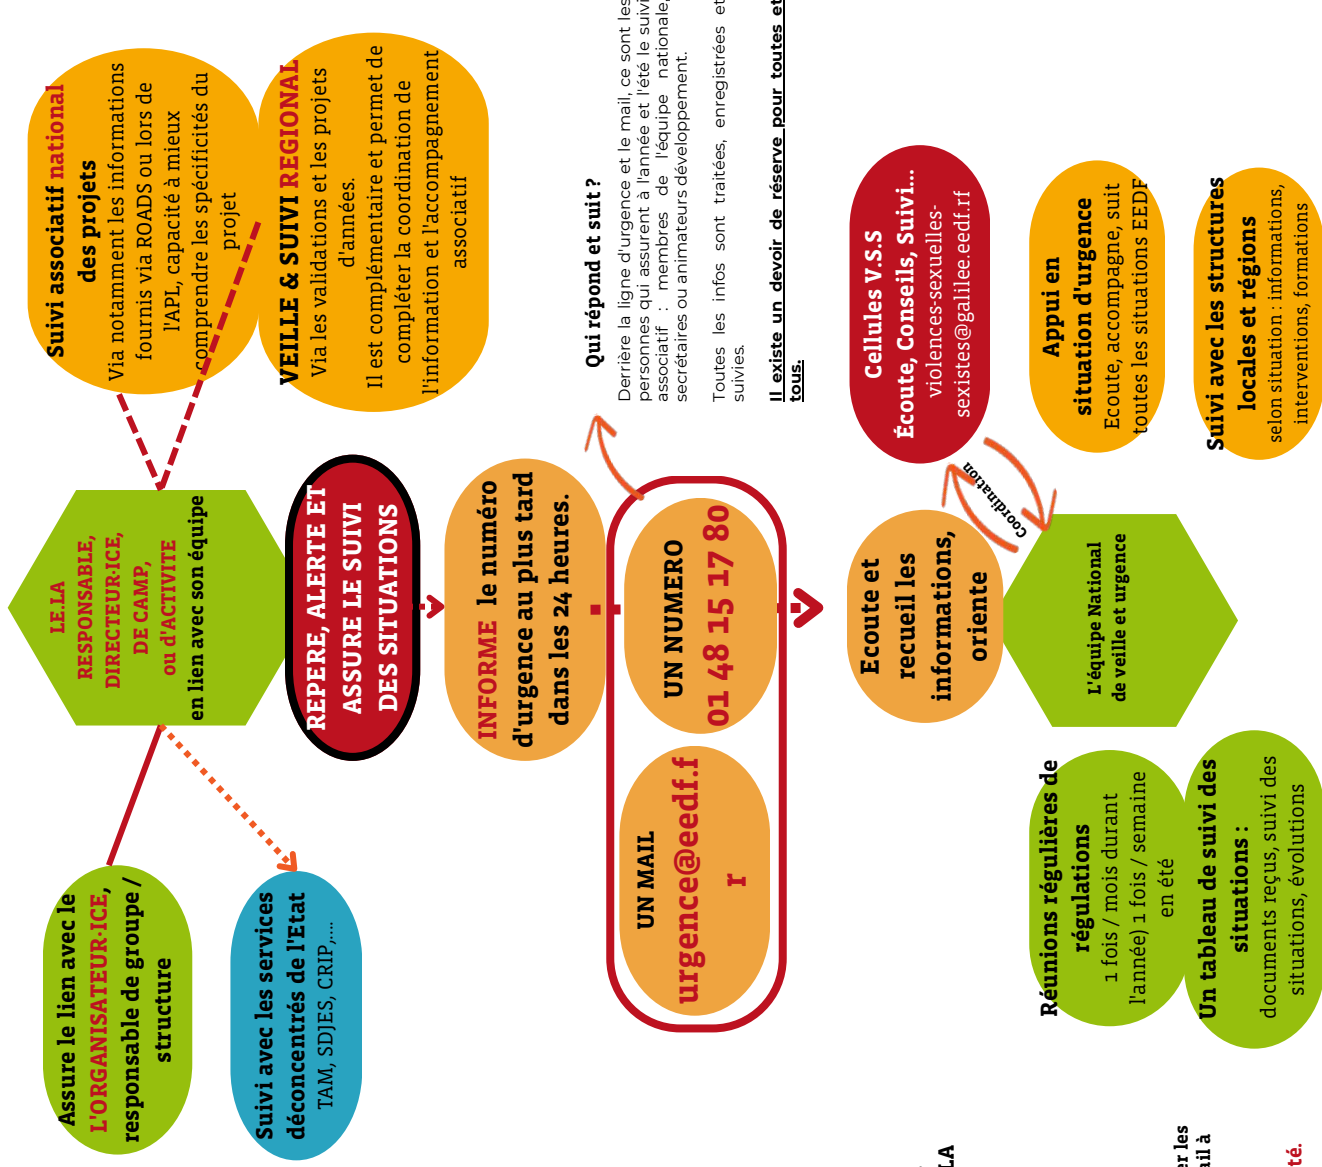 Assure le lien avec le
L'ORGANISATEUR·ICE,
responsable de groupe /
structure
Suivi avec les services
déconcentrés de l'Etat
TAM, SDJES, CRIP,....
LE.LA
RESPONSABLE,
DIRECTEUR·ICE,
DE CAMP,
ou d'ACTIVITE
en lien avec son équipe
Suivi associatif national
des projets
Via notamment les informations
fournis via ROADS ou lors de
l'APL, capacité à mieux
comprendre les spécificités du
projet
VEILLE & SUIVI REGIONAL
Via les validations et les projets
d'années.
Il est complémentaire et permet de
compléter la coordination de
l'information et l'accompagnement
associatif
REPERE, ALERTE ET
ASSURE LE SUIVI
DES SITUATIONS
INFORME le numéro
d'urgence au plus tard
dans les 24 heures.
UN MAIL
urgence@eedf.f
r
UN NUMERO
01 48 15 17 80
Qui répond et suit ?
Derrière la ligne d'urgence et le mail, ce sont les
personnes qui assurent à l'année et l'été le suivi
associatif : membres de l'équipe nationale,
secrétaires ou animateurs développement.
Toutes les infos sont traitées, enregistrées et
suivies.
Il existe un devoir de réserve pour toutes et
tous.
Ecoute et
recueil les
informations,
oriente
Coordination
Cellules V.S.S
Écoute, Conseils, Suivi...
violences-sexuelles-
sexistes@galilee.eedf.rf
L'équipe National
de veille et urgence
Appui en
situation d'urgence
Ecoute, accompagne, suit
toutes les situations EEDF
Suivi avec les structures
locales et régions
selon situation : informations,
interventions, formations
Réunions régulières de
régulations
1 fois / mois durant
l'année) 1 fois / semaine
en été
Un tableau de suivi des
situations :
documents reçus, suivi des
situations, évolutions
LA
er les
ail à
té.